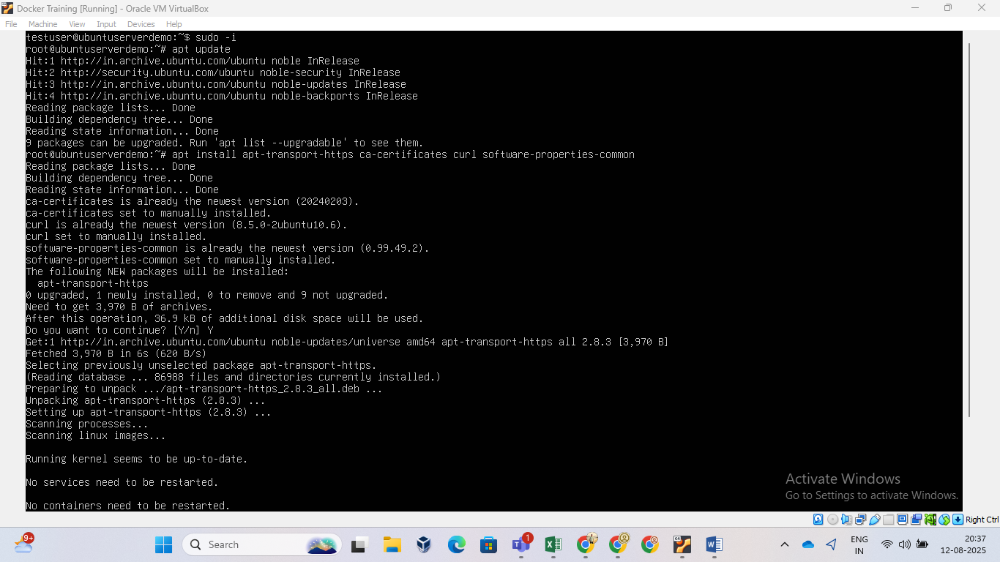 Docker Training [Running] - Oracle VM VirtualBox
File Machine View Input Devices Help
testuser@ubuntuserverdemo:~$ sudo -i
root@ubuntuserverdemo:~# apt update
Hit:1 http://in.archive.ubuntu.com/ubuntu noble InRelease
Hit:2 http://security.ubuntu.com/ubuntu noble-security InRelease
Hit:3 http://in.archive.ubuntu.com/ubuntu noble-updates InRelease
Hit:4 http://in.archive.ubuntu.com/ubuntu noble-backports InRelease
Reading package lists... Done
Building dependency tree... Done
Reading state information... Done
9 packages can be upgraded. Run 'apt list --upgradable' to see them.
root@ubuntuserverdemo:~# apt install apt-transport-https ca-certificates curl software-properties-common
Reading package lists... Done
Building dependency tree... Done
Reading state information... Done
ca-certificates is already the newest version (20240203).
ca-certificates set to manually installed.
curl is already the newest version (8.5.0-2ubuntu10.6).
curl set to manually installed.
software-properties-common is already the newest version (0.99.49.2).
software-properties-common set to manually installed.
The following NEW packages will be installed:
  apt-transport-https
0 upgraded, 1 newly installed, 0 to remove and 9 not upgraded.
Need to get 3,970 B of archives.
After this operation, 36.9 kB of additional disk space will be used.
Do you want to continue? [Y/n] Y
Get:1 http://in.archive.ubuntu.com/ubuntu noble-updates/universe amd64 apt-transport-https all 2.8.3 [3,970 B]
Fetched 3,970 B in 6s (620 B/s)
Selecting previously unselected package apt-transport-https.
(Reading database ... 86988 files and directories currently installed.)
Preparing to unpack .../apt-transport-https_2.8.3_all.deb ...
Unpacking apt-transport-https (2.8.3) ...
Setting up apt-transport-https (2.8.3) ...
Scanning processes...
Scanning linux images...
Running kernel seems to be up-to-date.
No services need to be restarted.
No containers need to be restarted.
Activate Windows
Go to Settings to activate Windows.
Right Ctrl
9+
Search
1
ENG
IN
20:37
12-08-2025